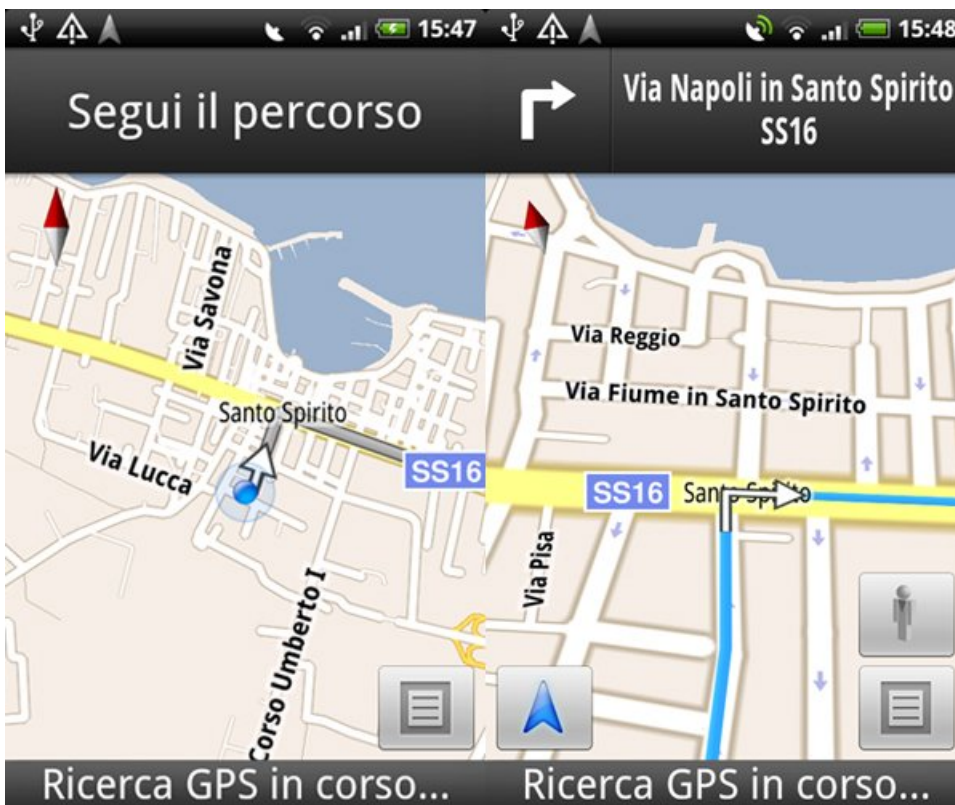 15:47
Segui il percorso
Via Savona
Santo Spirito
Via Lucca
SS16
Corso Umberto I
Ricerca GPS in corso...
15:48
Via Napoli in Santo Spirito
SS16
Via Reggio
Via Fiume in Santo Spirito
SS16
Santo Spirito
Via Pisa
Ricerca GPS in corso...